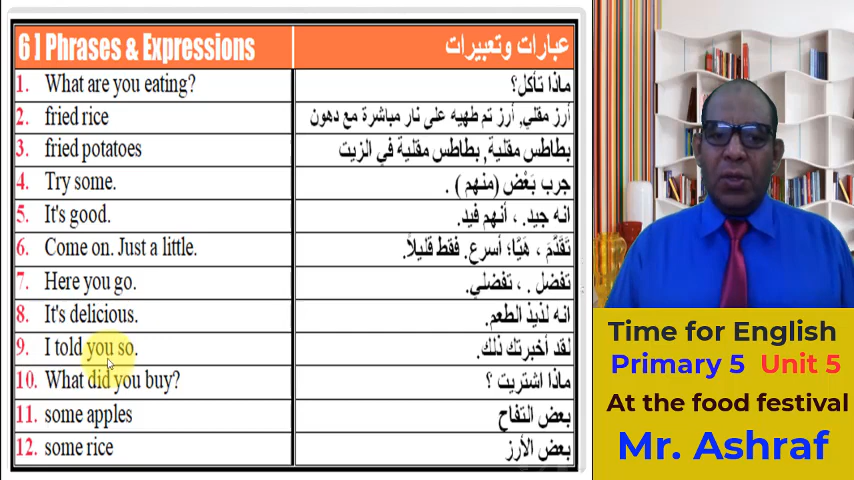 6 ] Phrases & Expressions عبارات وتعبيرات
1. What are you eating? ماذا تأكل؟
2. fried rice أرز مقلي, أرز تم طهيه على نار مباشرة مع دهون
3. fried potatoes بطاطس مقلية, بطاطس مقلية في الزيت
4. Try some. جرب بَعْض (منهم) .
5. It's good. انه جيد. ، أنهم فيد.
6. Come on. Just a little. تَقَدَّمَ ، هَيَّا؛ أسرع. فقط قليلاً.
7. Here you go. تفضل . ، تفضلي.
8. It's delicious. انه لذيذ الطعم.
9. I told you so. لقد أخبرتك ذلك.
10. What did you buy? ماذا اشتريت ؟
11. some apples بعض التفاح
12. some rice بعض الأرز
Time for English
Primary 5 Unit 5
At the food festival
Mr. Ashraf